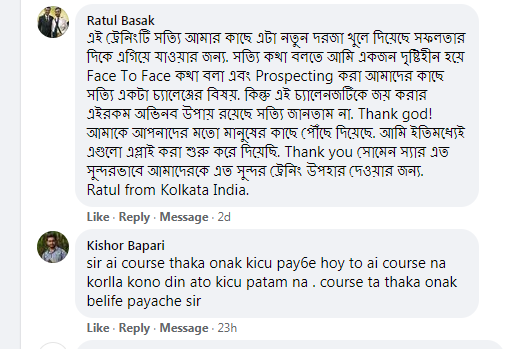 Ratul Basak
এই ট্রেনিংটি সত্যি আমার কাছে এটা নতুন দরজা খুলে দিয়েছে সফলতার
দিকে এগিয়ে যাওয়ার জন্য. সত্যি কথা বলতে আমি একজন দৃষ্টিহীন হয়ে
Face To Face কথা বলা এবং Prospecting করা আমাদের কাছে
সত্যি একটা চ্যালেঞ্জের বিষয়. কিন্তু এই চ্যালেনজটিকে জয় করার
এইরকম অভিনব উপায় রয়েছে সত্যি জানতাম না. Thank god!
আমাকে আপনাদের মতো মানুষের কাছে পৌঁছে দিয়েছে. আমি ইতিমধ্যেই
এগুলো এপ্লাই করা শুরু করে দিয়েছি. Thank you সোমেন স্যার এত
সুন্দরভাবে আমাদেরকে এত সুন্দর ট্রেনিং উপহার দেওয়ার জন্য.
Ratul from Kolkata India.
Like · Reply · Message · 2d
Kishor Bapari
sir ai course thaka onak kicu pay6e hoy to ai course na
korlla kono din ato kicu patam na . course ta thaka onak
belife payache sir
Like · Reply · Message · 23h